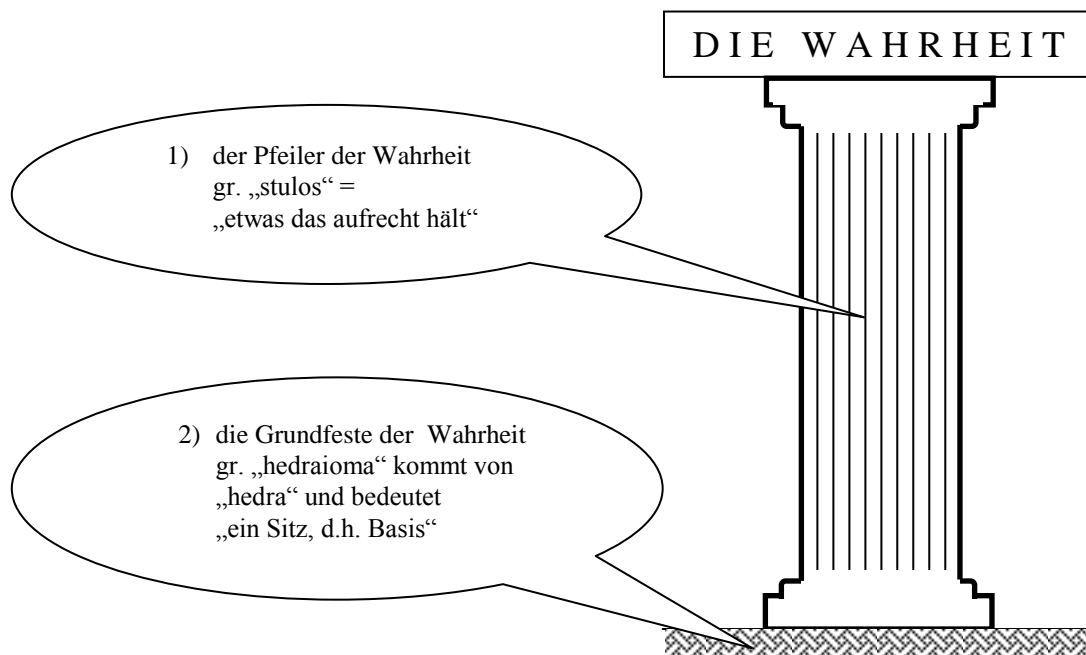 DIE WAHRHEIT
1) der Pfeiler der Wahrheit
gr. „stulos“ =
„etwas das aufrecht hält“
2) die Grundfeste der Wahrheit
gr. „hedraioma“ kommt von
„hedra“ und bedeutet
„ein Sitz, d.h. Basis“